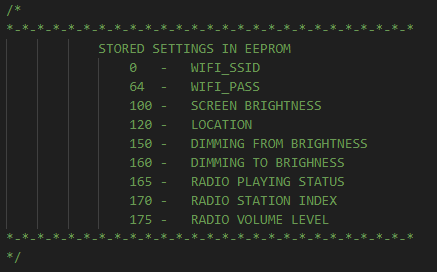 /*
*-*-*-*-*-*-*-*-*-*-*-*-*-*-*-*-*-*-*-*-*-*-*-*-*-*-*
STORED SETTINGS IN EEPROM
0 - WIFI_SSID
64 - WIFI_PASS
100 - SCREEN BRIGHTNESS
120 - LOCATION
150 - DIMMING FROM BRIGHTNESS
160 - DIMMING TO BRIGHNESS
165 - RADIO PLAYING STATUS
170 - RADIO STATION INDEX
175 - RADIO VOLUME LEVEL
*-*-*-*-*-*-*-*-*-*-*-*-*-*-*-*-*-*-*-*-*-*-*-*-*-*-*
*/